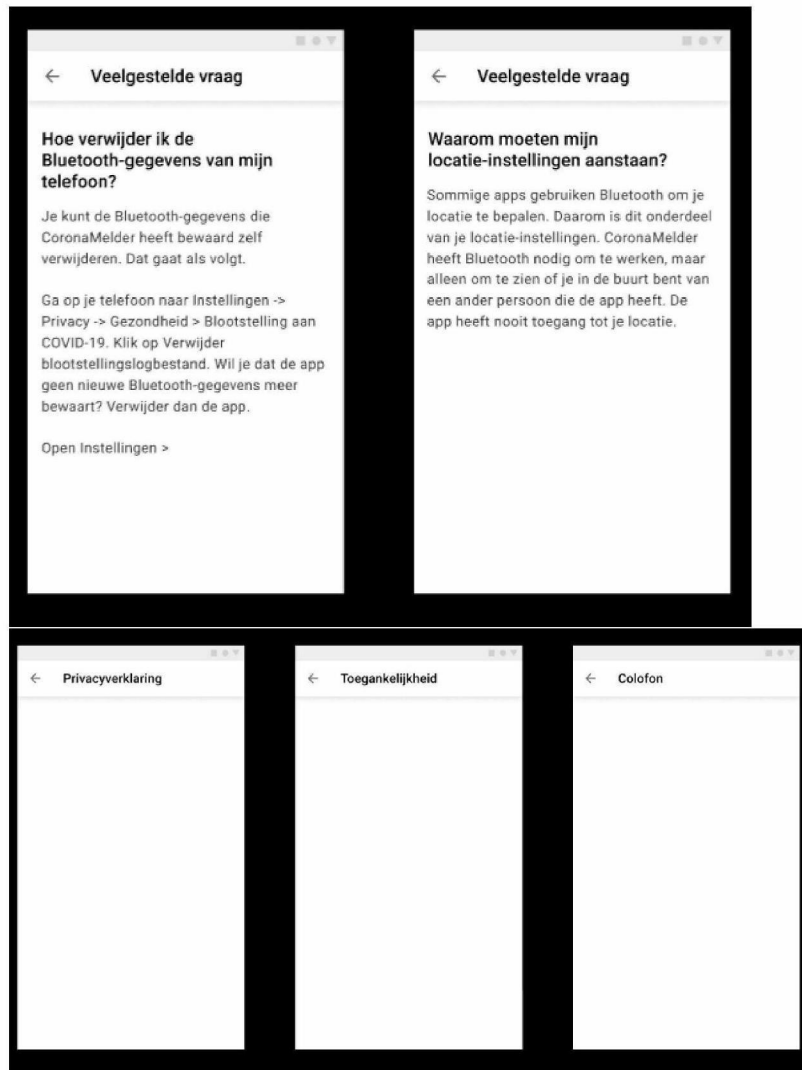 Veelgestelde vraag
Hoe verwijder ik de
Bluetooth-gegevens van mijn
telefoon?
Je kunt de Bluetooth-gegevens die
CoronaMelder heeft bewaard zelf
verwijderen. Dat gaat als volgt.
Ga op je telefoon naar Instellingen ->
Privacy -> Gezondheid > Blootstelling aan
COVID-19. Klik op Verwijder
blootstellingslogbestand. Wil je dat de app
geen nieuwe Bluetooth-gegevens meer
bewaart? Verwijder dan de app.
Open Instellingen >
Veelgestelde vraag
Waarom moeten mijn
locatie-instellingen aanstaan?
Sommige apps gebruiken Bluetooth om je
locatie te bepalen. Daarom is dit onderdeel
van je locatie-instellingen. CoronaMelder
heeft Bluetooth nodig om te werken, maar
alleen om te zien of je in de buurt bent van
een ander persoon die de app heeft. De
app heeft nooit toegang tot je locatie.
Privacyverklaring
Toegankelijkheid
Colofon